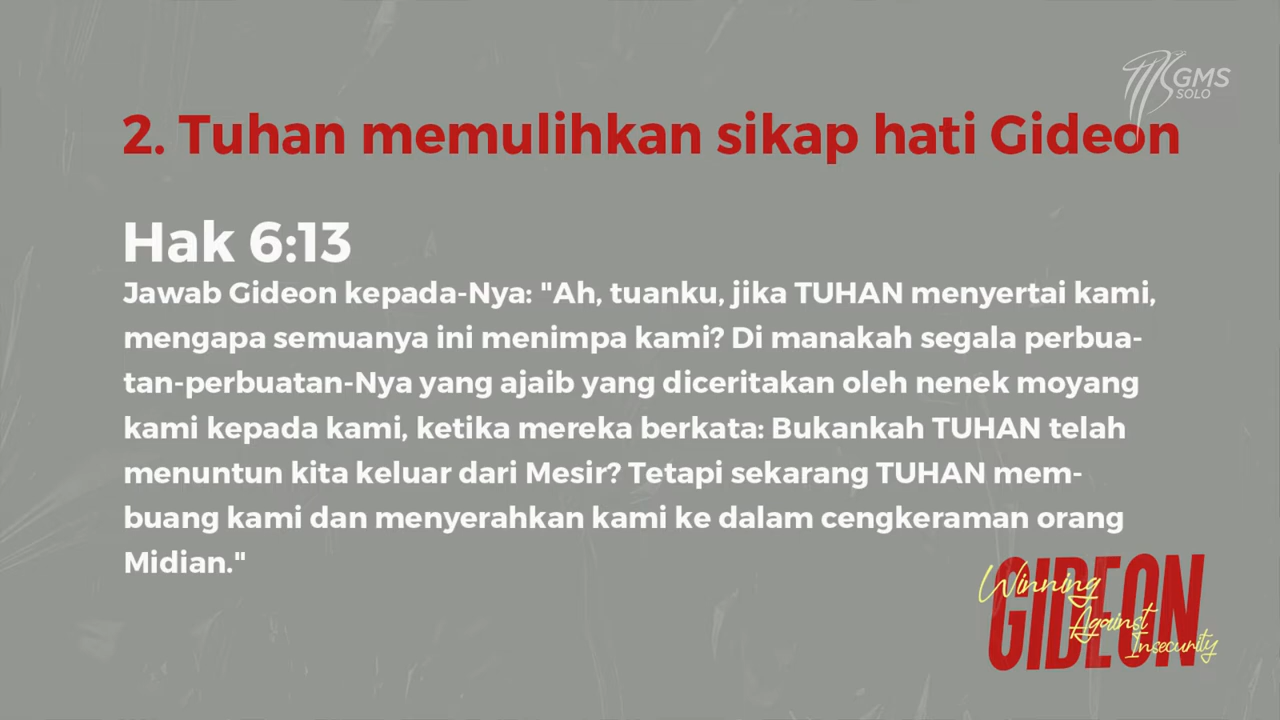 GMS
SOLO
2. Tuhan memulihkan sikap hati Gideon
Hak 6:13
Jawab Gideon kepada-Nya: "Ah, tuanku, jika TUHAN menyertai kami,
mengapa semuanya ini menimpa kami? Di manakah segala perbua-
tan-perbuatan-Nya yang ajaib yang diceritakan oleh nenek moyang
kami kepada kami, ketika mereka berkata: Bukankah TUHAN telah
menuntun kita keluar dari Mesir? Tetapi sekarang TUHAN mem-
buang kami dan menyerahkan kami ke dalam cengkeraman orang
Midian."
GIDEON
Winning
Against
Insecurity